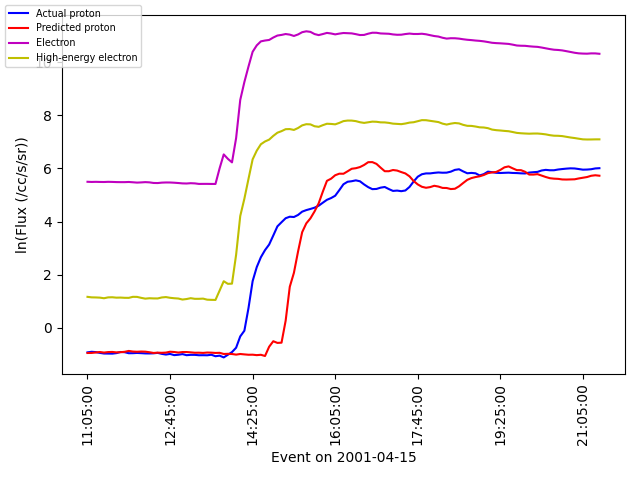 Actual proton
Predicted proton
Electron
High-energy electron
10
8
6
4
2
0
ln(Flux (/cc/s/sr))
11:05:00
12:45:00
14:25:00
16:05:00
17:45:00
19:25:00
21:05:00
Event on 2001-04-15